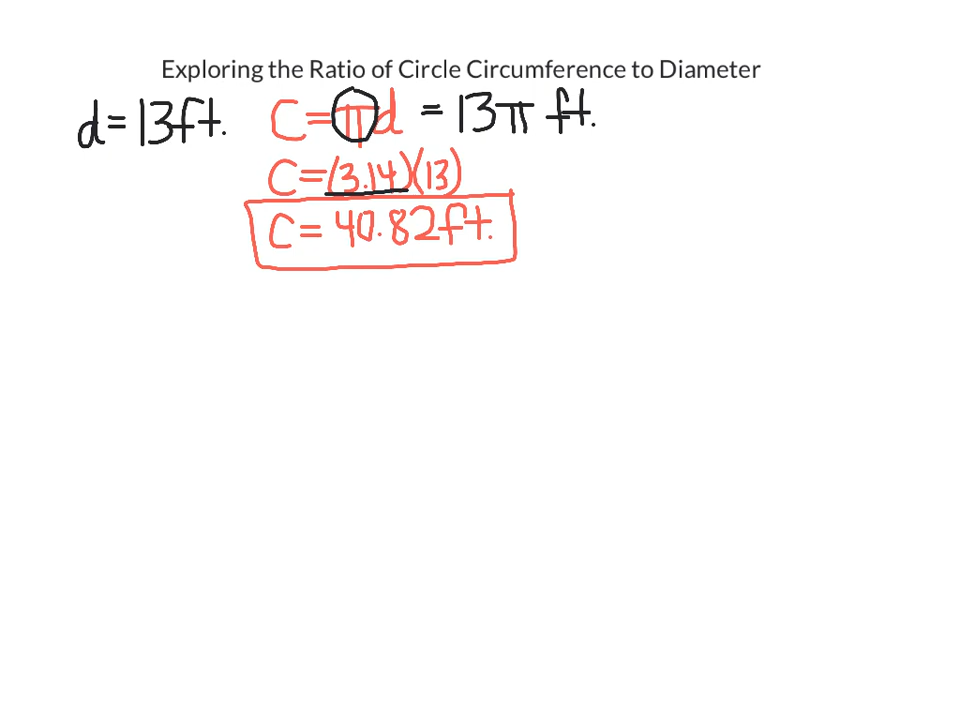 Exploring the Ratio of Circle Circumference to Diameter
d = 13ft. C = πd = 13π ft.
C = (3.14)(13)
C = 40.82ft.